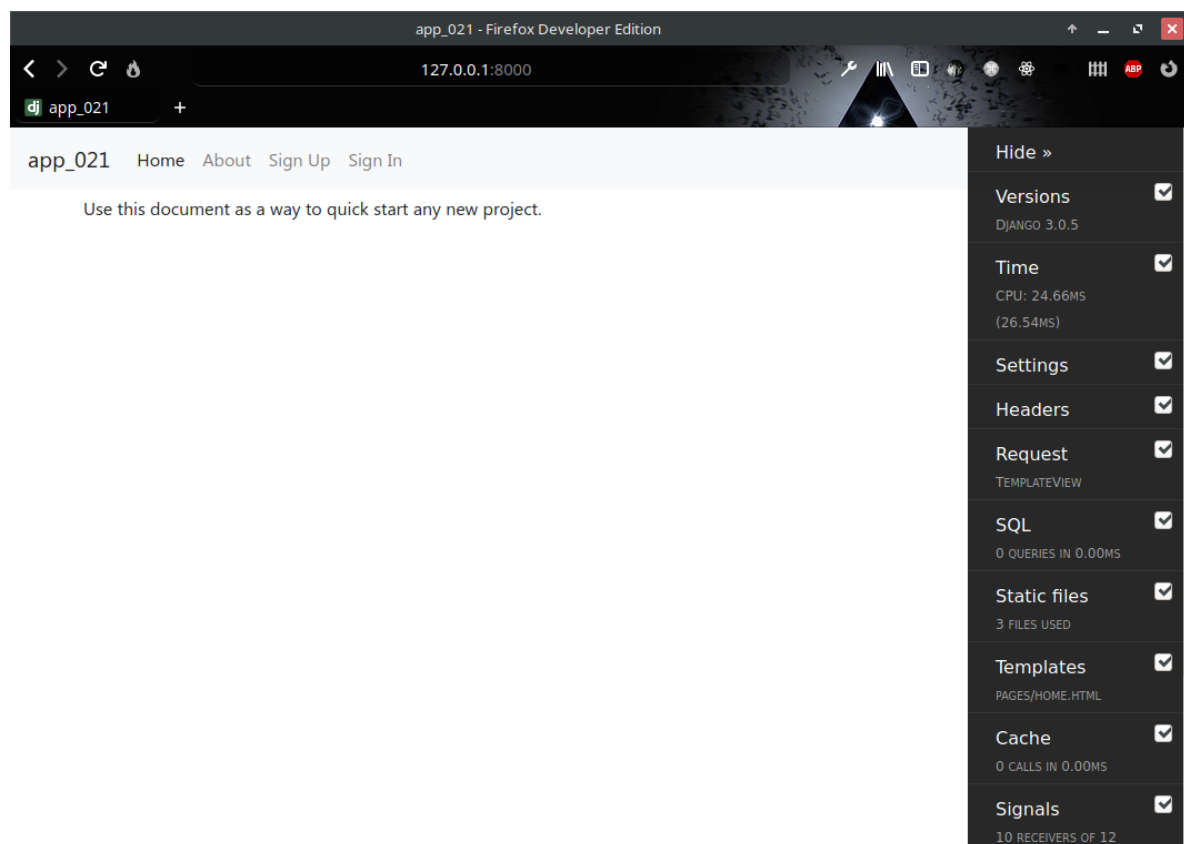 app_021 - Firefox Developer Edition
127.0.0.1:8000
ABP
dj app_021 +
app_021 Home About Sign Up Sign In
Use this document as a way to quick start any new project.
Hide »
Versions
DJANGO 3.0.5
Time
CPU: 24.66MS
(26.54MS)
Settings
Headers
Request
TEMPLATEVIEW
SQL
0 QUERIES IN 0.00MS
Static files
3 FILES USED
Templates
PAGES/HOME.HTML
Cache
0 CALLS IN 0.00MS
Signals
10 RECEIVERS OF 12